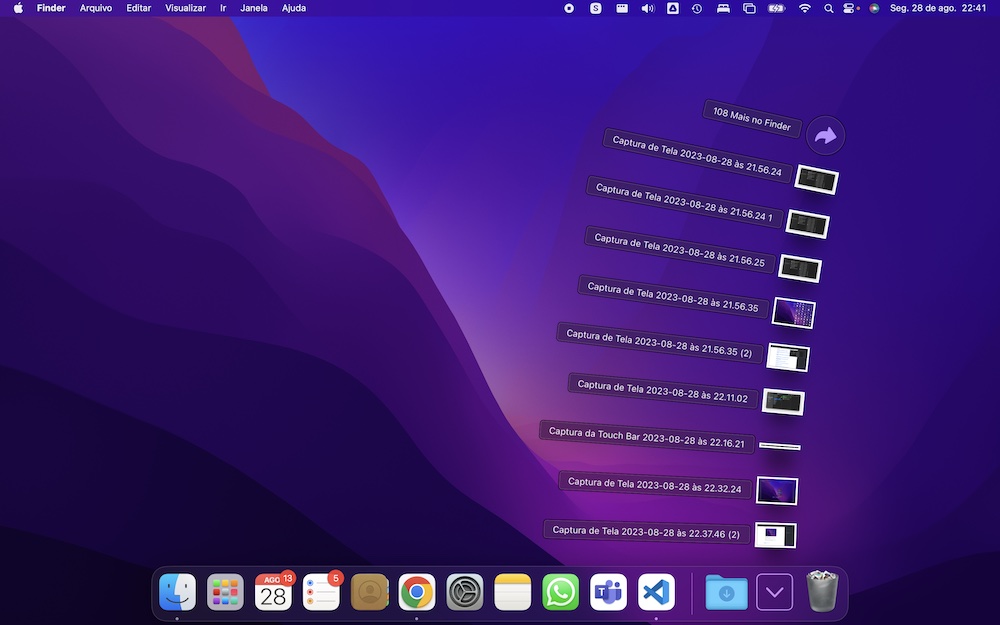 Finder Arquivo Editar Visualizar Ir Janela Ajuda S Seg. 28 de ago. 22:41
108 Mais no Finder
Captura de Tela 2023-08-28 às 21.56.24
Captura de Tela 2023-08-28 às 21.56.24 1
Captura de Tela 2023-08-28 às 21.56.25
Captura de Tela 2023-08-28 às 21.56.35
Captura de Tela 2023-08-28 às 21.56.35 (2)
Captura de Tela 2023-08-28 às 22.11.02
Captura da Touch Bar 2023-08-28 às 22.16.21
Captura de Tela 2023-08-28 às 22.32.24
Captura de Tela 2023-08-28 às 22.37.46 (2)
AGO 13 5
28 T